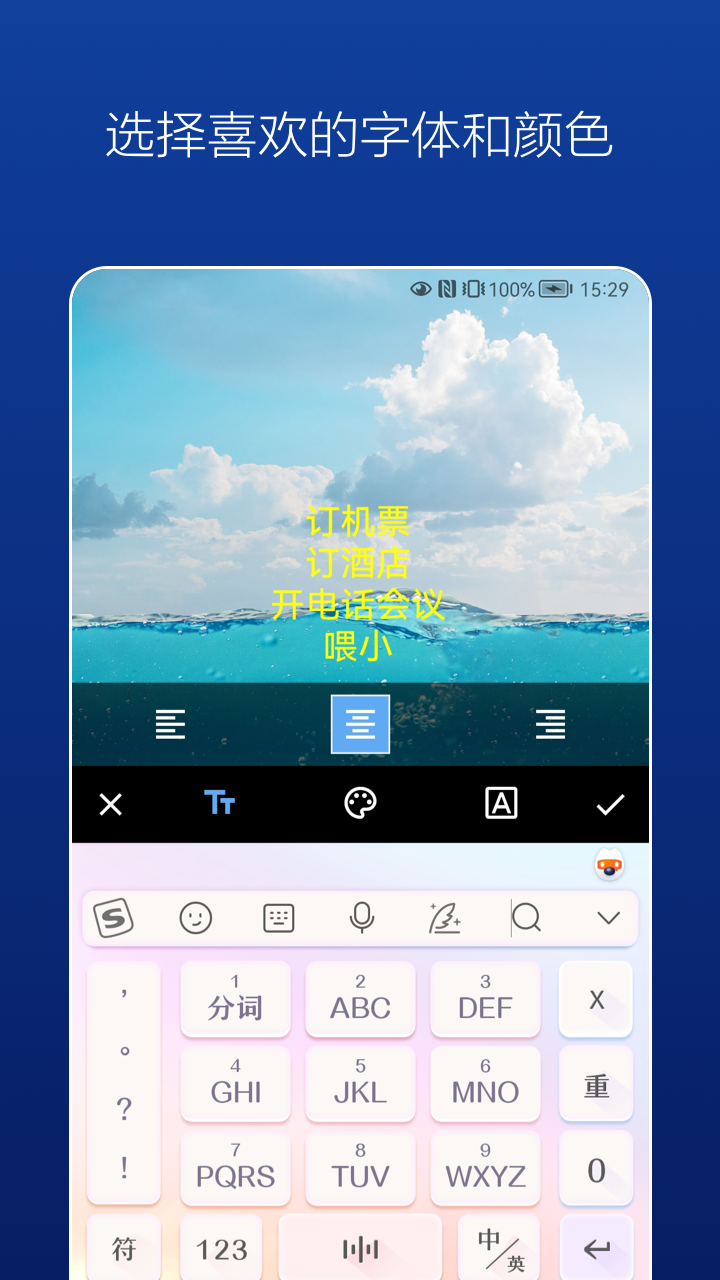 选择喜欢的字体和颜色
100% 15:29
订机票
订酒店
开电话会议
喂小
TT A
S
, 1 2 3 X
分词 ABC DEF
。 4 5 6 重
? GHI JKL MNO
! 7 8 9 0
PQRS TUV WXYZ
符 123 中/英